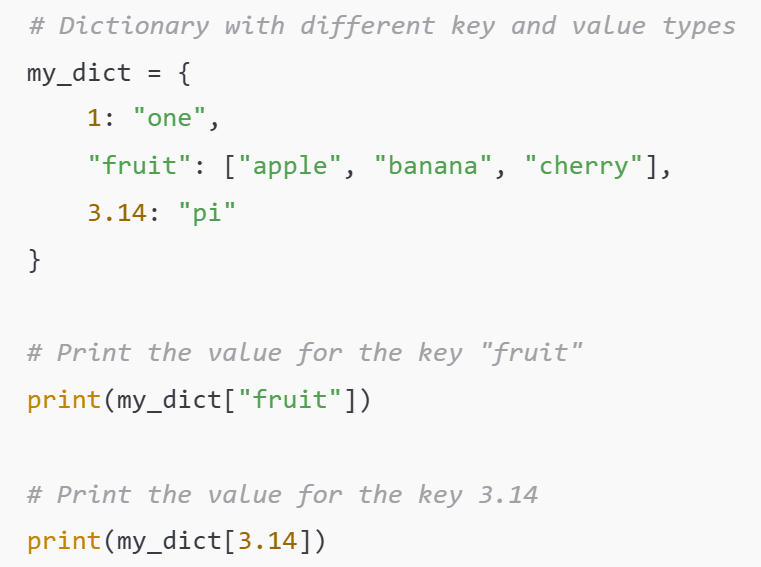 # Dictionary with different key and value types
my_dict = {
    1: "one",
    "fruit": ["apple", "banana", "cherry"],
    3.14: "pi"
}

# Print the value for the key "fruit"
print(my_dict["fruit"])

# Print the value for the key 3.14
print(my_dict[3.14])